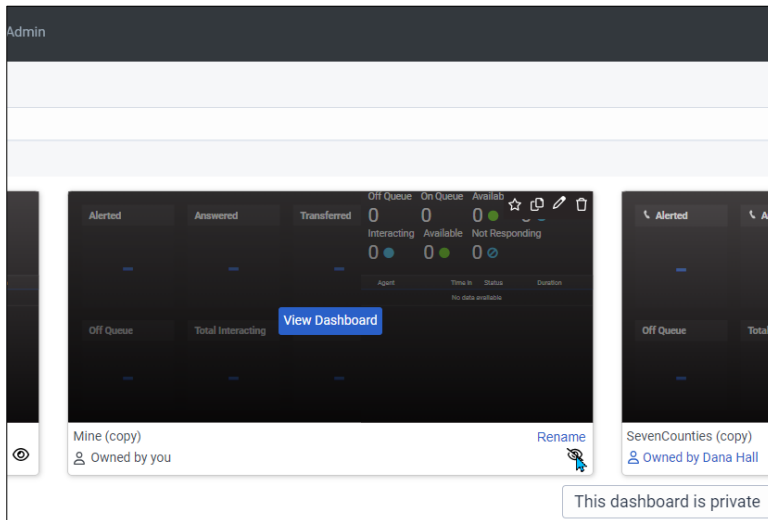 Admin
Alerted
Answered
Transferred
Off Queue On Queue Availab
0 0 0
Interacting Available Not Responding
0 0 0
Agent Time In Status Duration
No data available
Off Queue
Total Interacting
View Dashboard
Mine (copy)
Rename
Owned by you
Alerted
A
Off Queue
Total
SevenCounties (copy)
Owned by Dana Hall
This dashboard is private